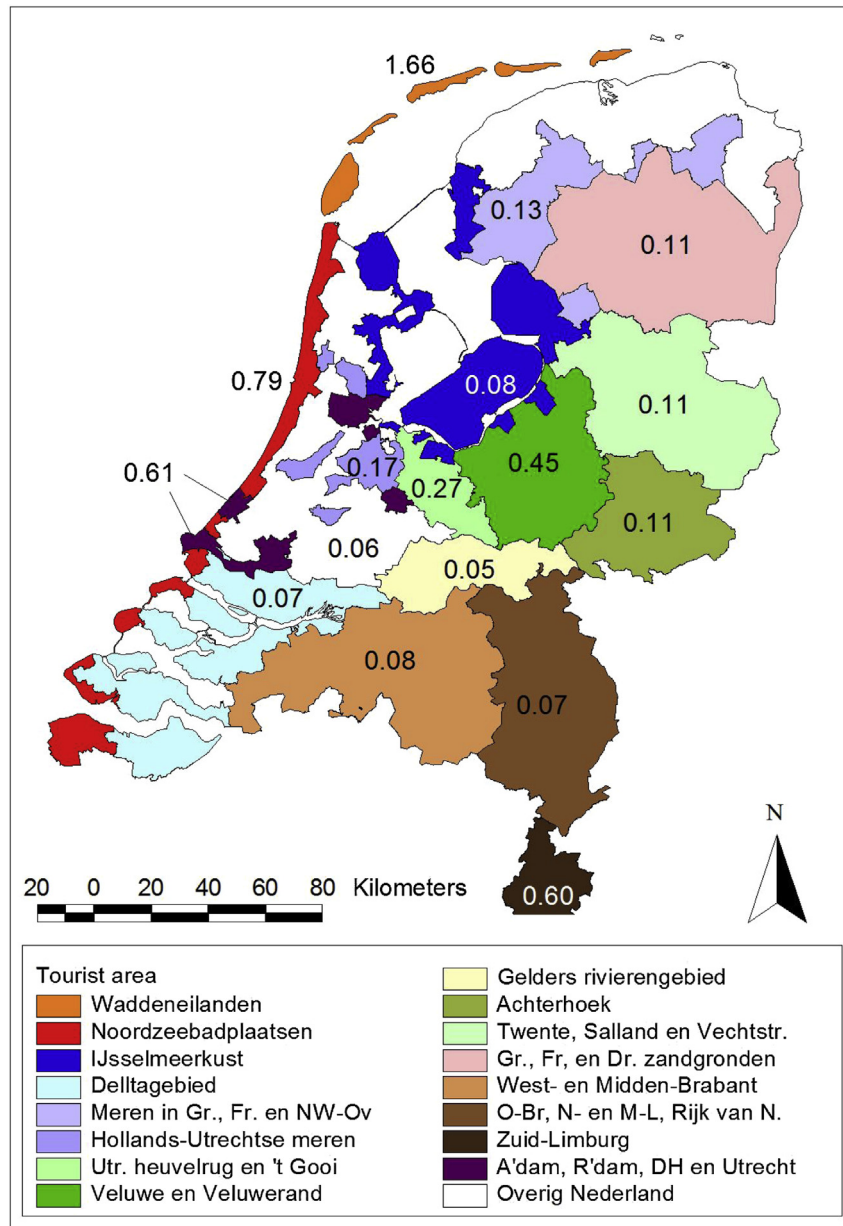 1.66
0.13
0.11
0.79
0.08
0.11
0.61
0.17
0.27
0.45
0.11
0.06
0.05
0.07
0.08
0.07
N
20 0 20 40 60 80 Kilometers
0.60
Tourist area
Waddeneilanden
Noordzeebadplaatsen
IJsselmeerkust
Delltagebied
Meren in Gr., Fr. en NW-Ov
Hollands-Utrechtse meren
Utr. heuvelrug en 't Gooi
Veluwe en Veluwerand
Gelders rivierengebied
Achterhoek
Twente, Salland en Vechtstr.
Gr., Fr, en Dr. zandgronden
West- en Midden-Brabant
O-Br, N- en M-L, Rijk van N.
Zuid-Limburg
A'dam, R'dam, DH en Utrecht
Overig Nederland